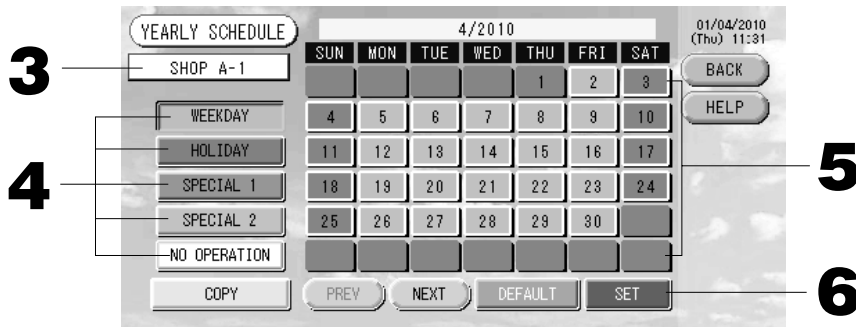 YEARLY SCHEDULE
4/2010
01/04/2010
(Thu) 11:31
3
SHOP A-1
SUN MON TUE WED THU FRI SAT
BACK
1 2 3
HELP
WEEKDAY
4 5 6 7 8 9 10
HOLIDAY
11 12 13 14 15 16 17
5
4
SPECIAL 1
18 19 20 21 22 23 24
SPECIAL 2
25 26 27 28 29 30
NO OPERATION
COPY
PREV NEXT DEFAULT SET
6